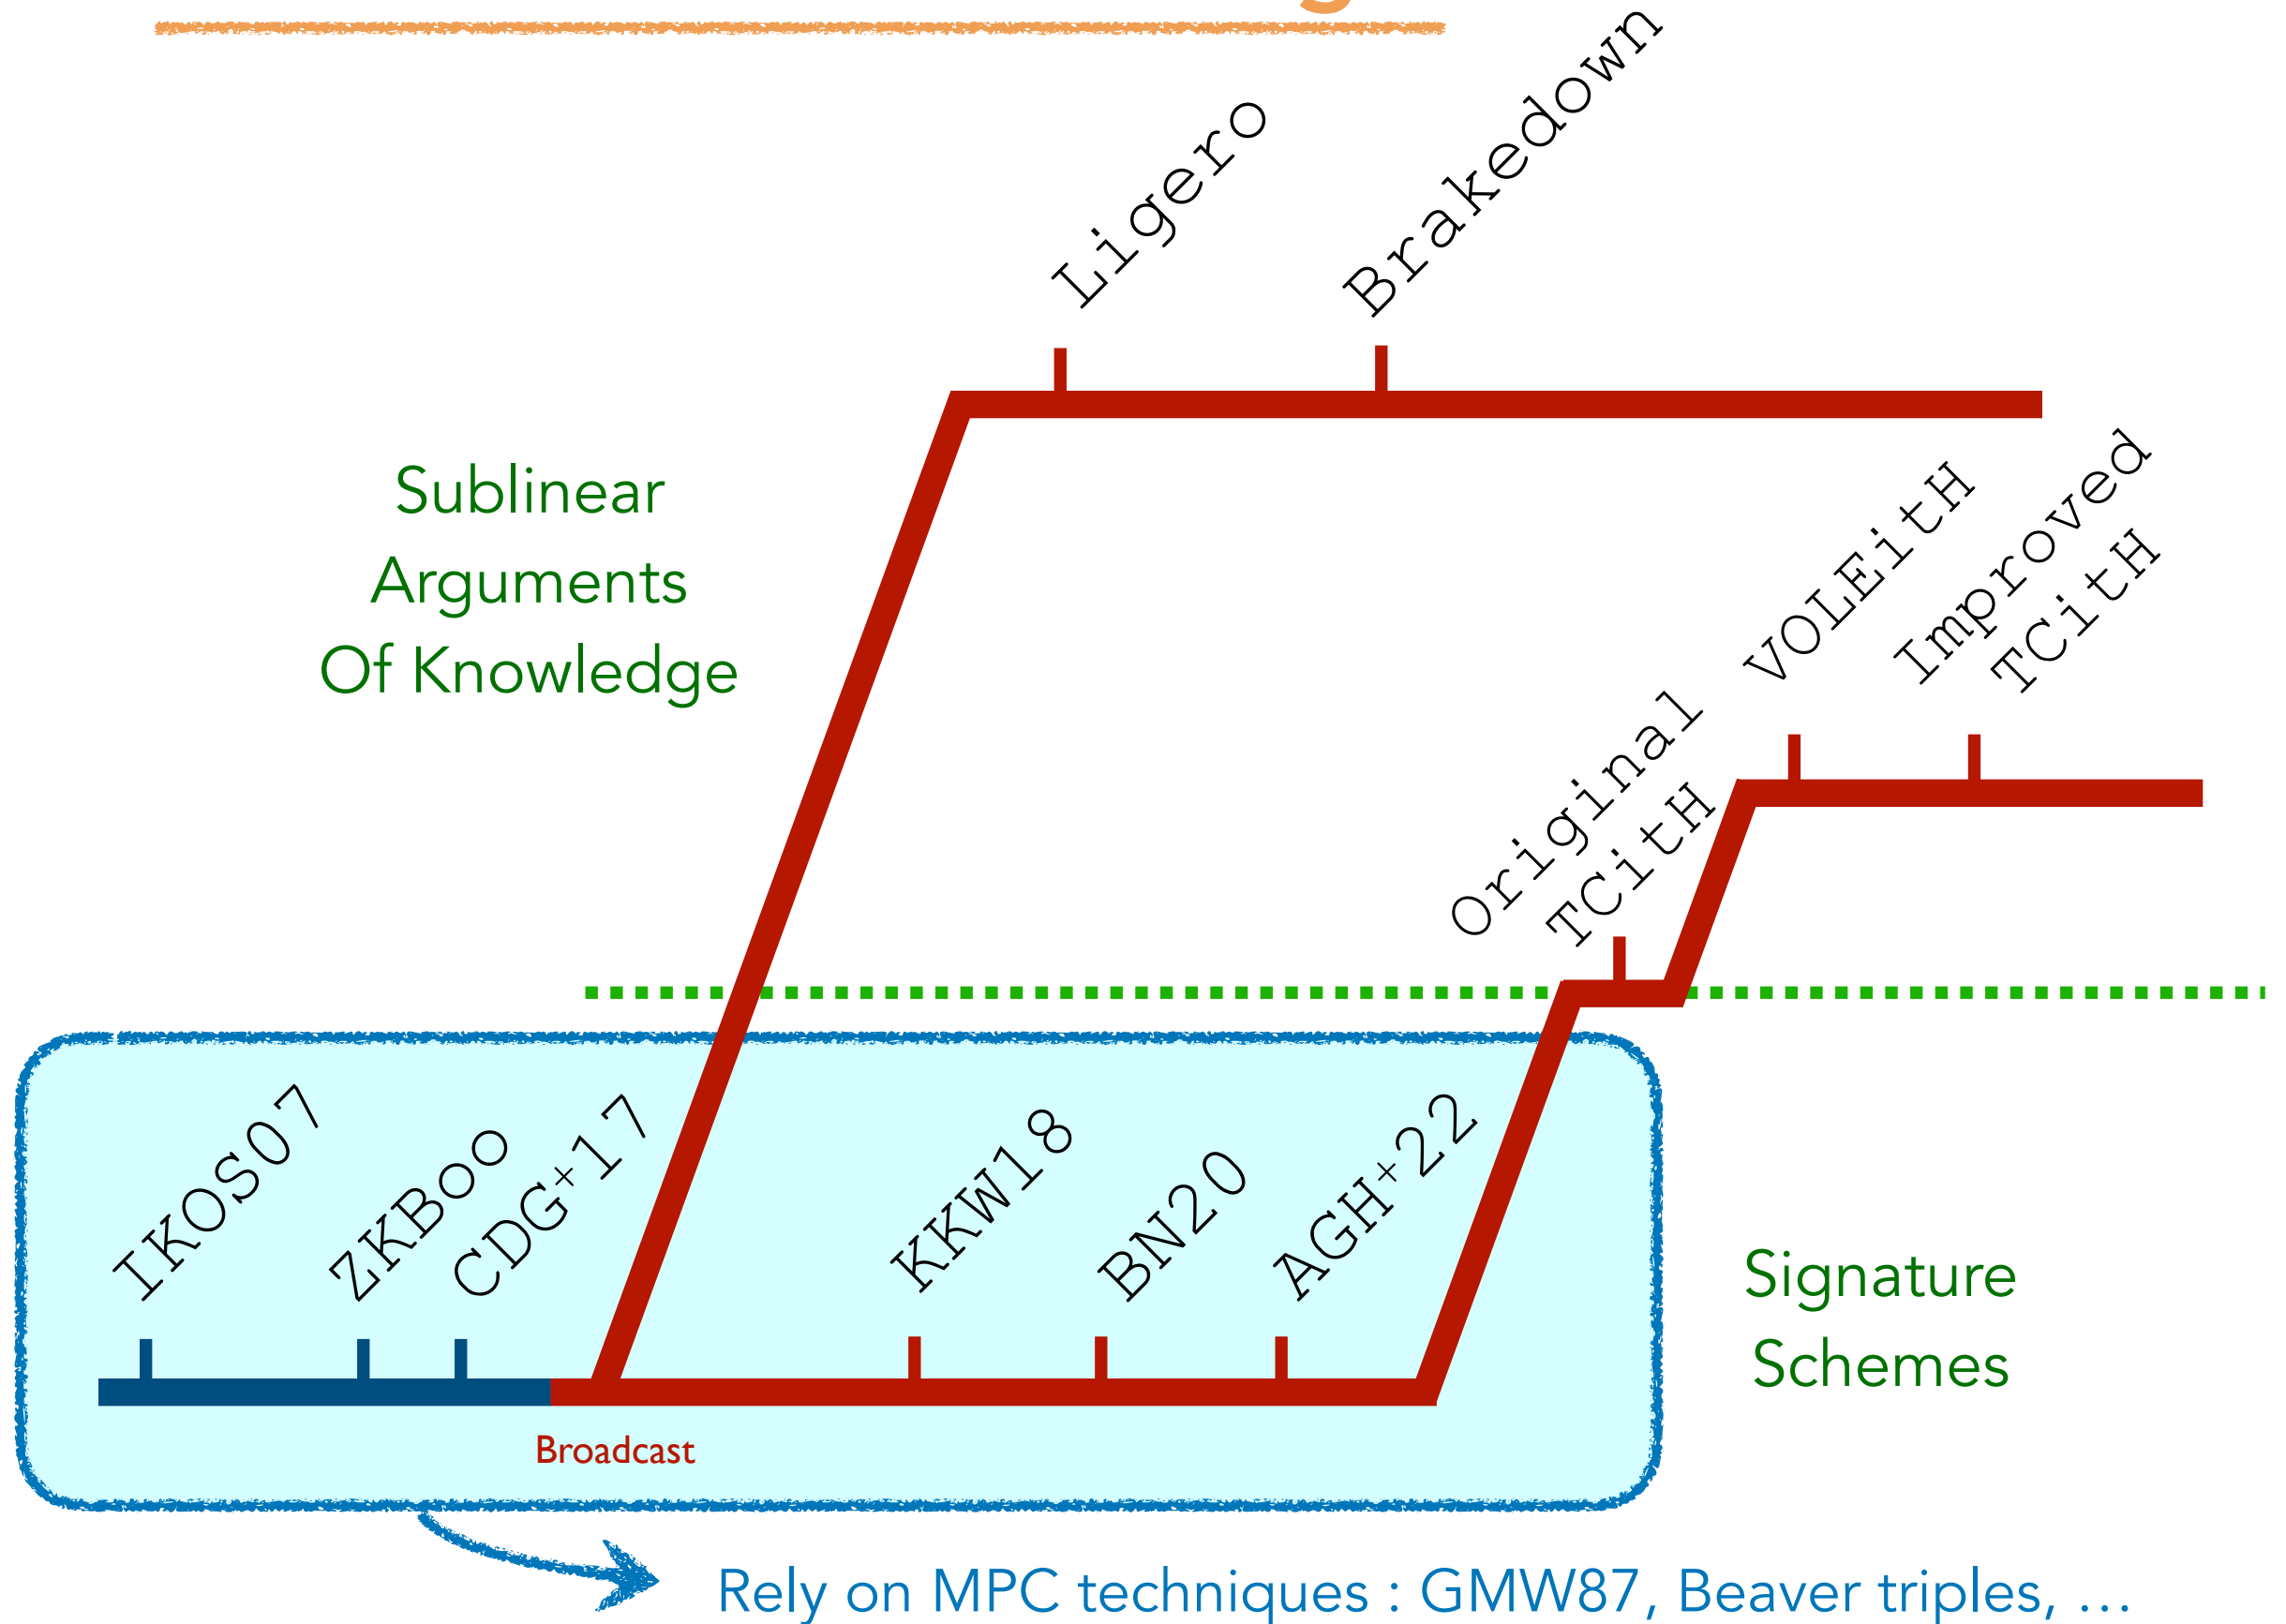 Ligero
Brakedown
Sublinear
Arguments
Of Knowledge
VOLEitH
Improved
TCitH
Original
TCitH
IKOS07
ZKBoo
CDG+17
KKW18
BN20
AGH+22
Signature
Schemes
Broadcast
Rely on MPC techniques : GMW87, Beaver triples, …